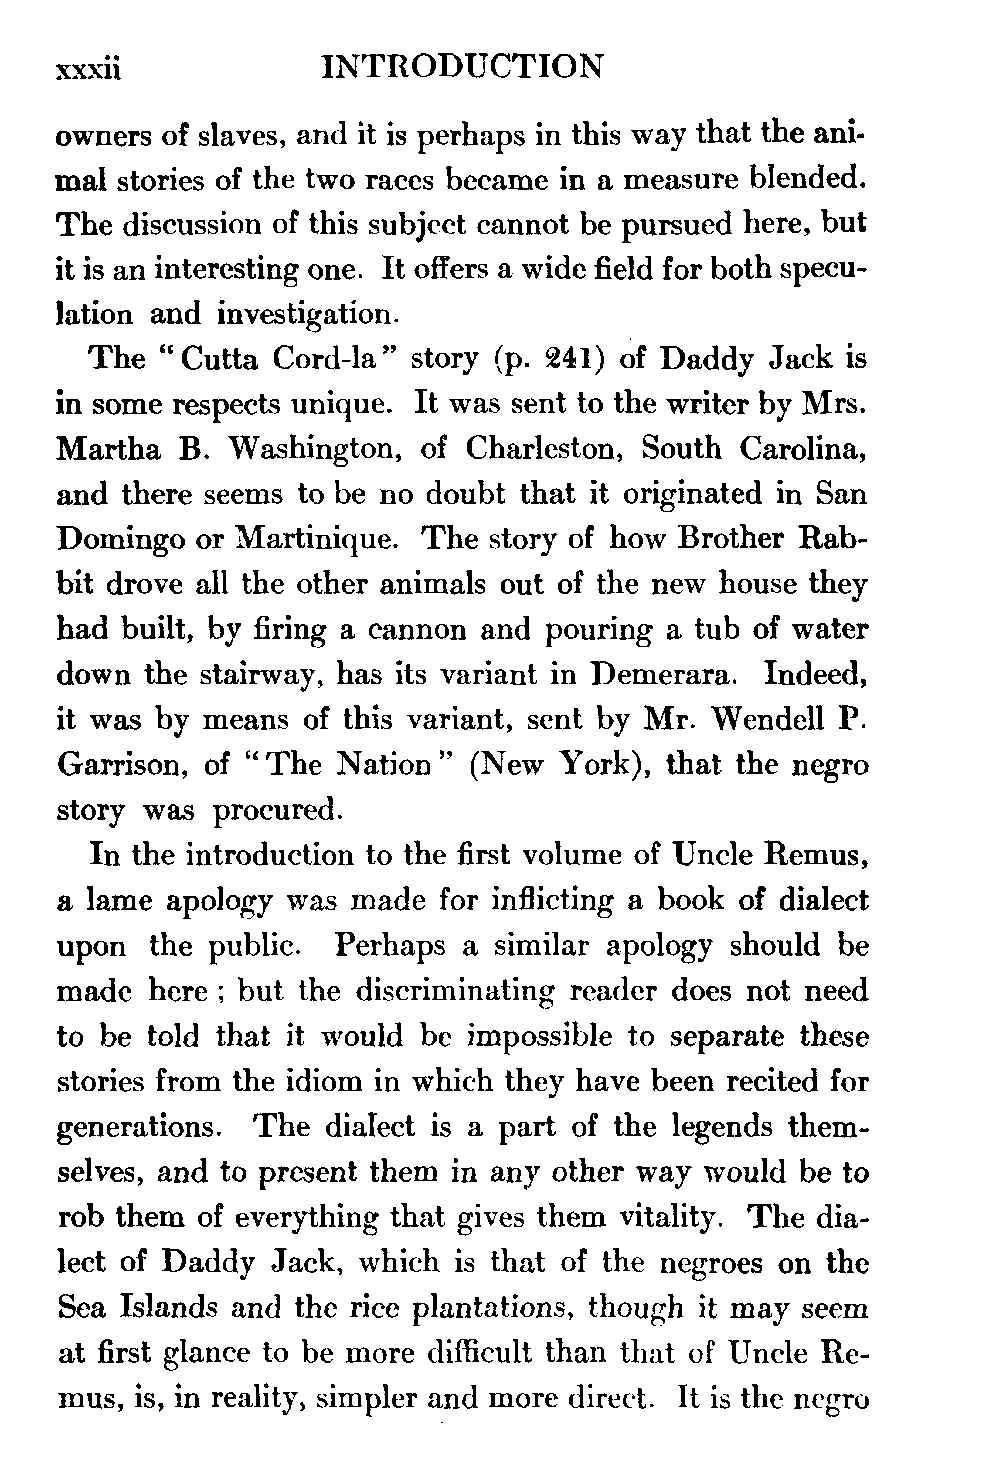 xxxii INTRODUCTION
owners of slaves, and it is perhaps in this way that the ani-
mal stories of the two races became in a measure blended.
The discussion of this subject cannot be pursued here, but
it is an interesting one. It offers a wide field for both specu-
lation and investigation.
The “Cutta Cord-la” story (p. 241) of Daddy Jack is
in some respects unique. It was sent to the writer by Mrs.
Martha B. Washington, of Charleston, South Carolina,
and there seems to be no doubt that it originated in San
Domingo or Martinique. The story of how Brother Rab-
bit drove all the other animals out of the new house they
had built, by firing a cannon and pouring a tub of water
down the stairway, has its variant in Demerara. Indeed,
it was by means of this variant, sent by Mr. Wendell P.
Garrison, of “The Nation” (New York), that the negro
story was procured.
In the introduction to the first volume of Uncle Remus,
a lame apology was made for inflicting a book of dialect
upon the public. Perhaps a similar apology should be
made here ; but the discriminating reader does not need
to be told that it would be impossible to separate these
stories from the idiom in which they have been recited for
generations. The dialect is a part of the legends them-
selves, and to present them in any other way would be to
rob them of everything that gives them vitality. The dia-
lect of Daddy Jack, which is that of the negroes on the
Sea Islands and the rice plantations, though it may seem
at first glance to be more difficult than that of Uncle Re-
mus, is, in reality, simpler and more direct. It is the negro